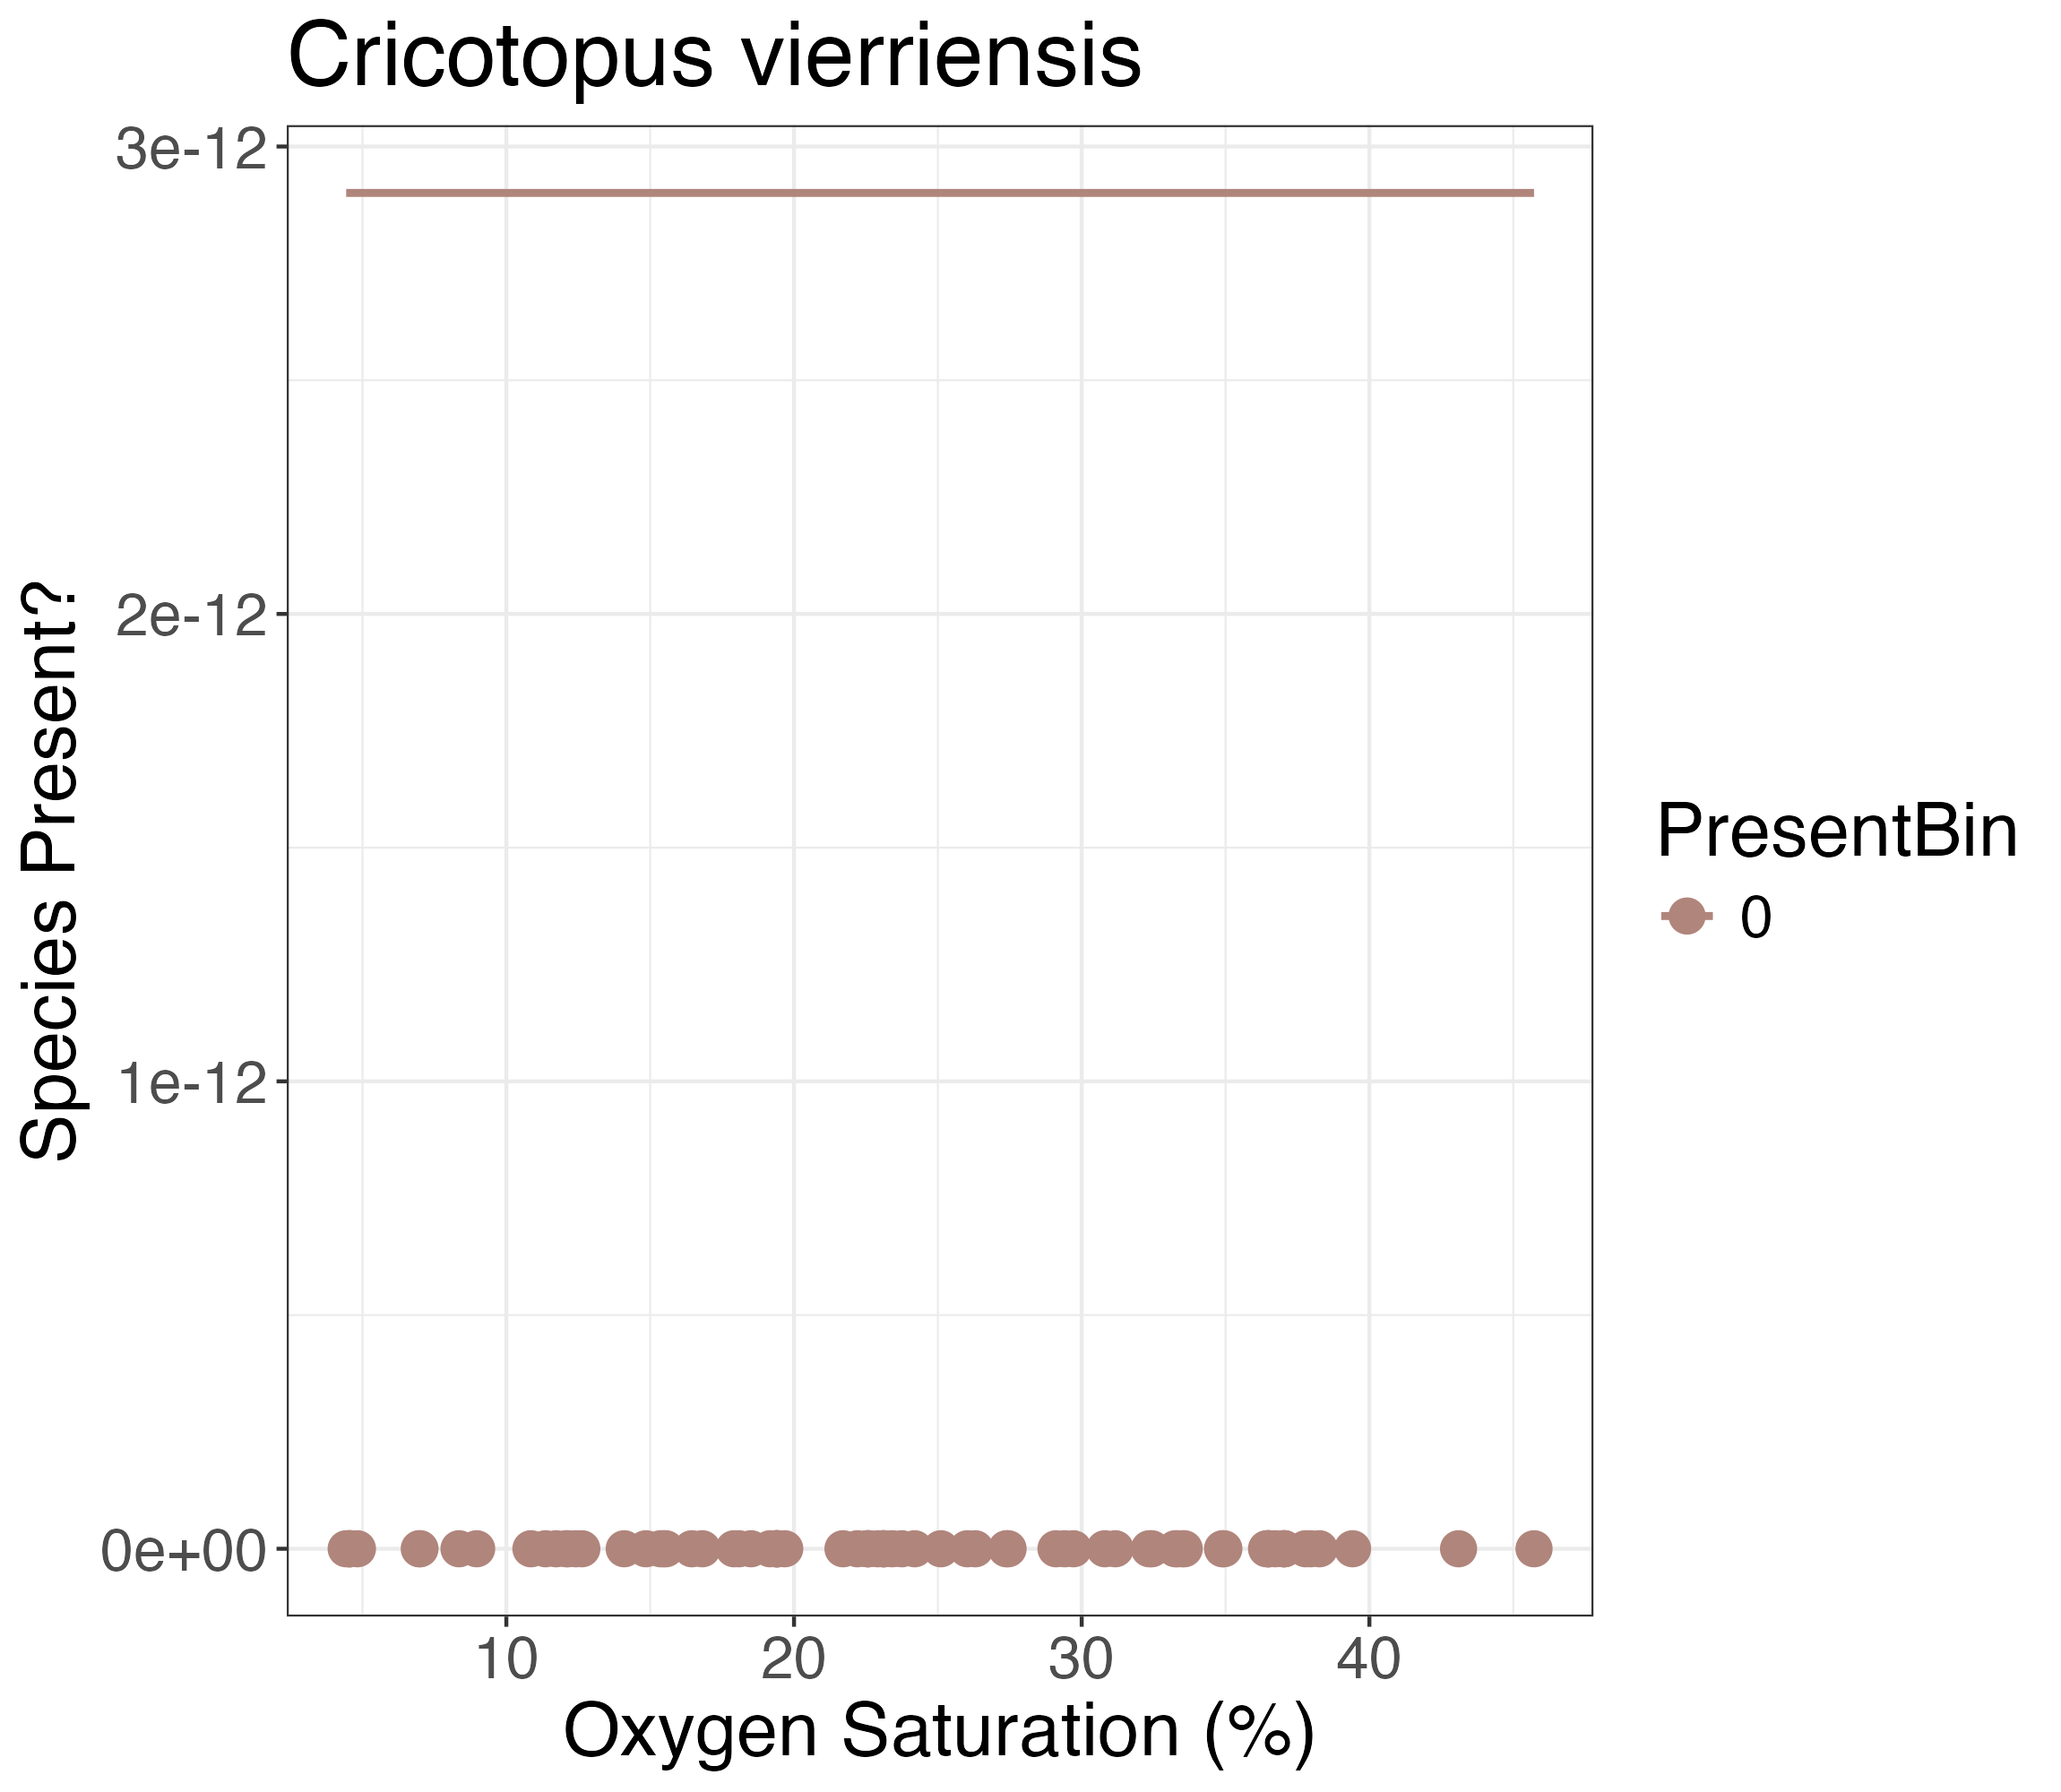 Cricotopus vierriensis
3e-12
2e-12
1e-12
0e+00
Species Present?
10 20 30 40
Oxygen Saturation (%)
PresentBin
0